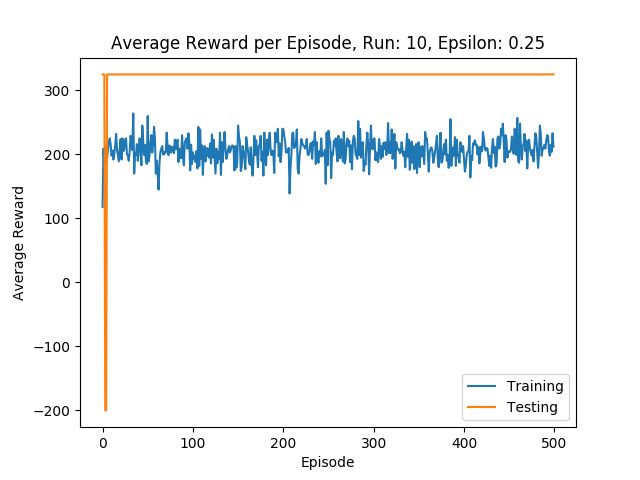 Average Reward per Episode, Run: 10, Epsilon: 0.25
Average Reward
300
200
100
0
−100
−200
0
100
200
300
400
500
Episode
Training
Testing